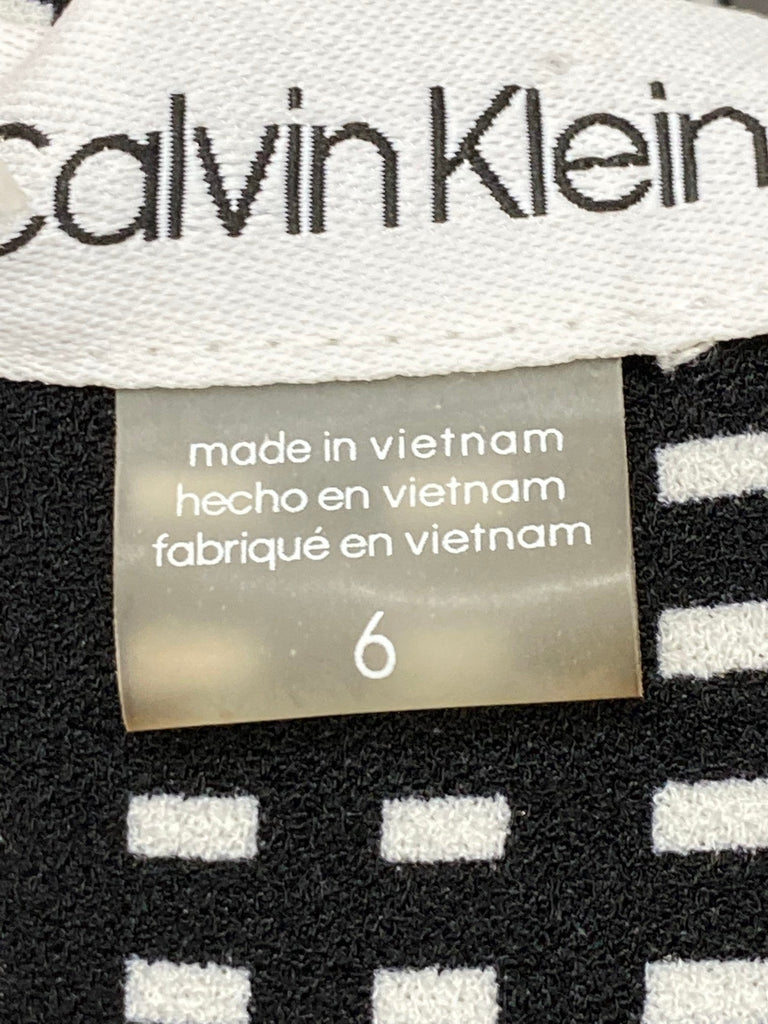 Calvin Klein
made in vietnam
hecho en vietnam
fabriqué en vietnam
6